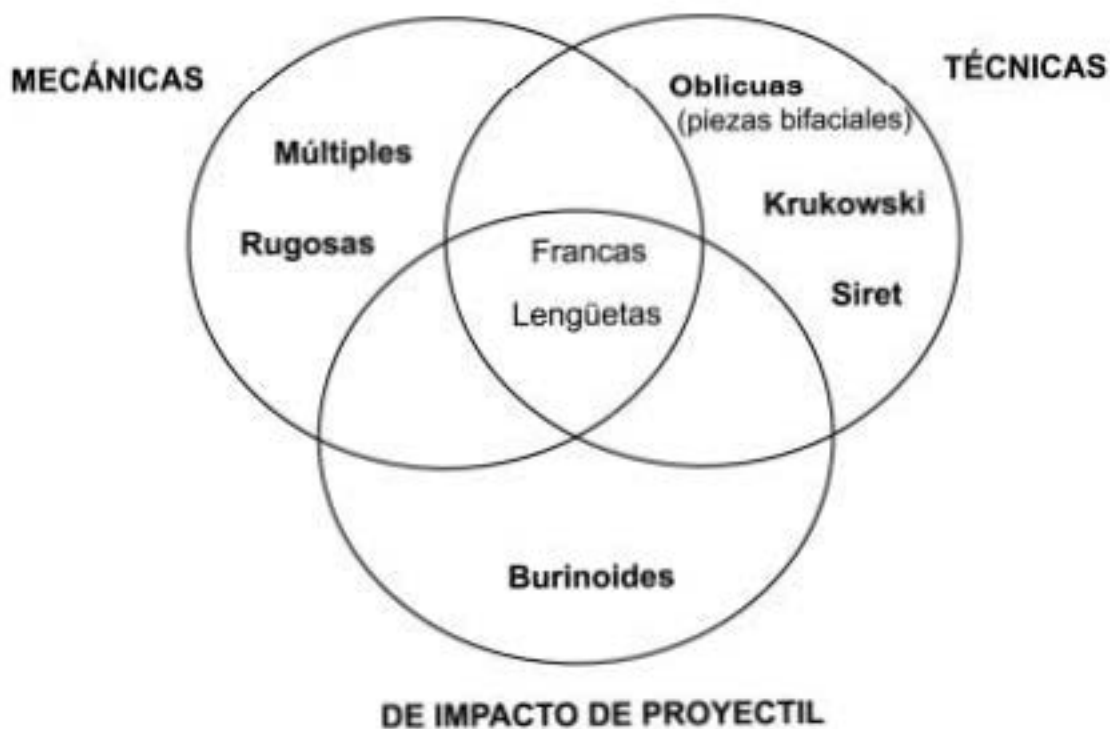 MECÁNICAS
TÉCNICAS
Oblicuas
(piezas bifaciales)
Múltiples
Krukowski
Rugosas
Francas
Siret
Lengüetas
Burinoides
DE IMPACTO DE PROYECTIL